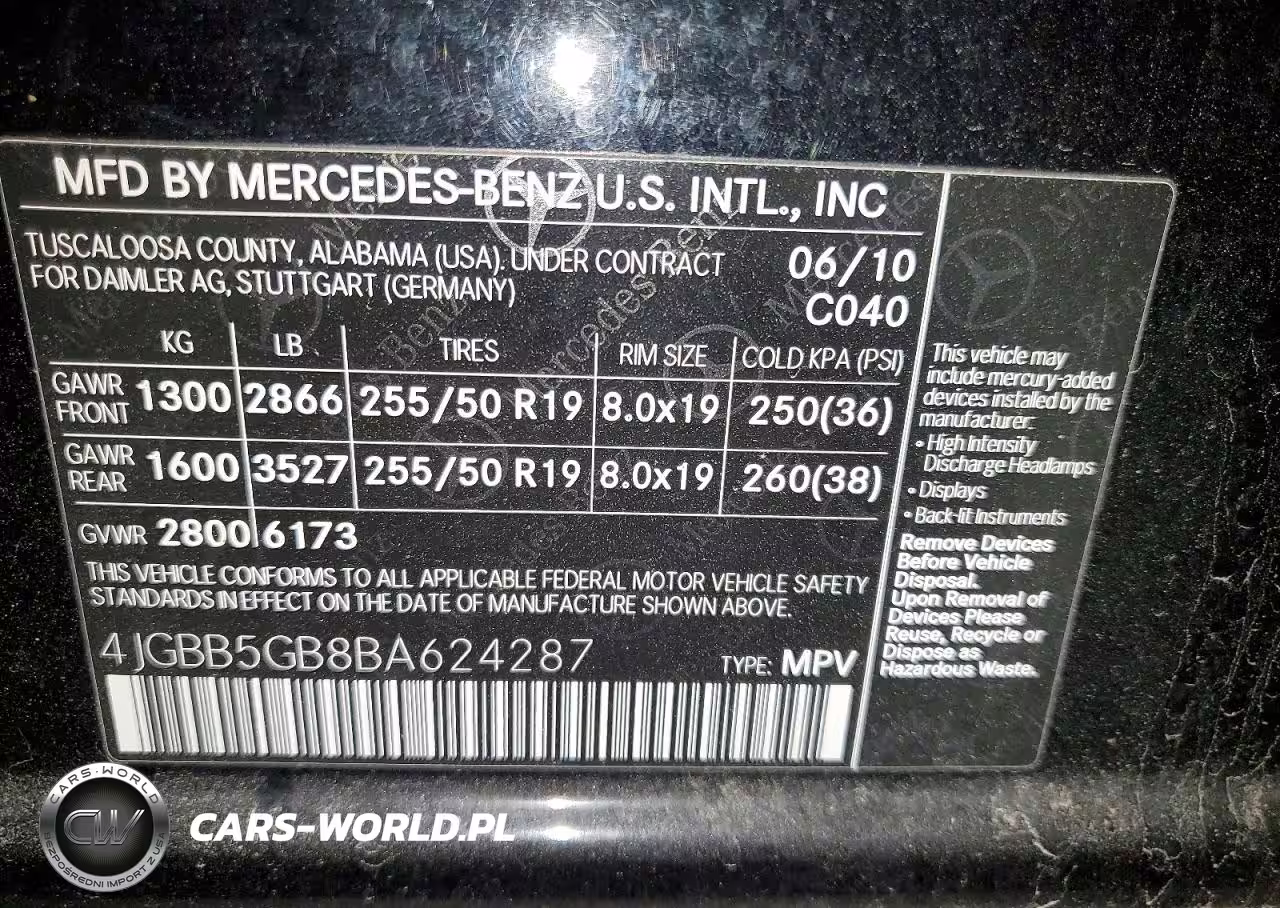 MFD BY MERCEDES-BENZ U.S. INTL., INC
TUSCALOOSA COUNTY, ALABAMA (USA). UNDER CONTRACT
FOR DAIMLER AG, STUTTGART (GERMANY)
06/10
C040
KG LB TIRES RIM SIZE COLD KPA (PSI)
GAWR FRONT 1300 2866 255/50 R19 8.0x19 250(36)
GAWR REAR 1600 3527 255/50 R19 8.0x19 260(38)
GVWR 2800 6173
THIS VEHICLE CONFORMS TO ALL APPLICABLE FEDERAL MOTOR VEHICLE SAFETY
STANDARDS IN EFFECT ON THE DATE OF MANUFACTURE SHOWN ABOVE.
4JGBB5GB8BA624287
TYPE: MPV
This vehicle may
include mercury-added
devices installed by the
manufacturer:
• High Intensity
Discharge Headlamps
• Displays
• Back-lit Instruments
Remove Devices
Before Vehicle
Disposal.
Upon Removal of
Devices Please
Reuse, Recycle or
Dispose as
Hazardous Waste.
CARS-WORLD
CW
BEZPOŚREDNI IMPORT Z USA
CARS-WORLD.PL